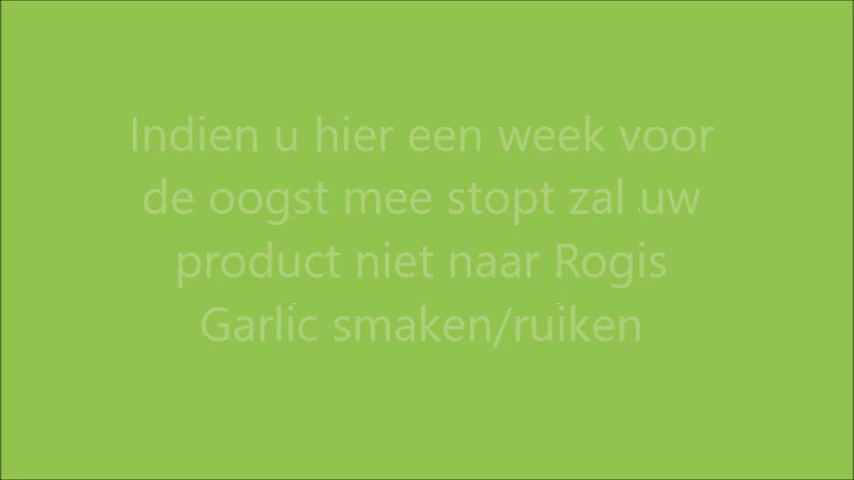 Indien u hier een week voor
de oogst mee stopt zal uw
product niet naar Rogis
Garlic smaken/ruiken